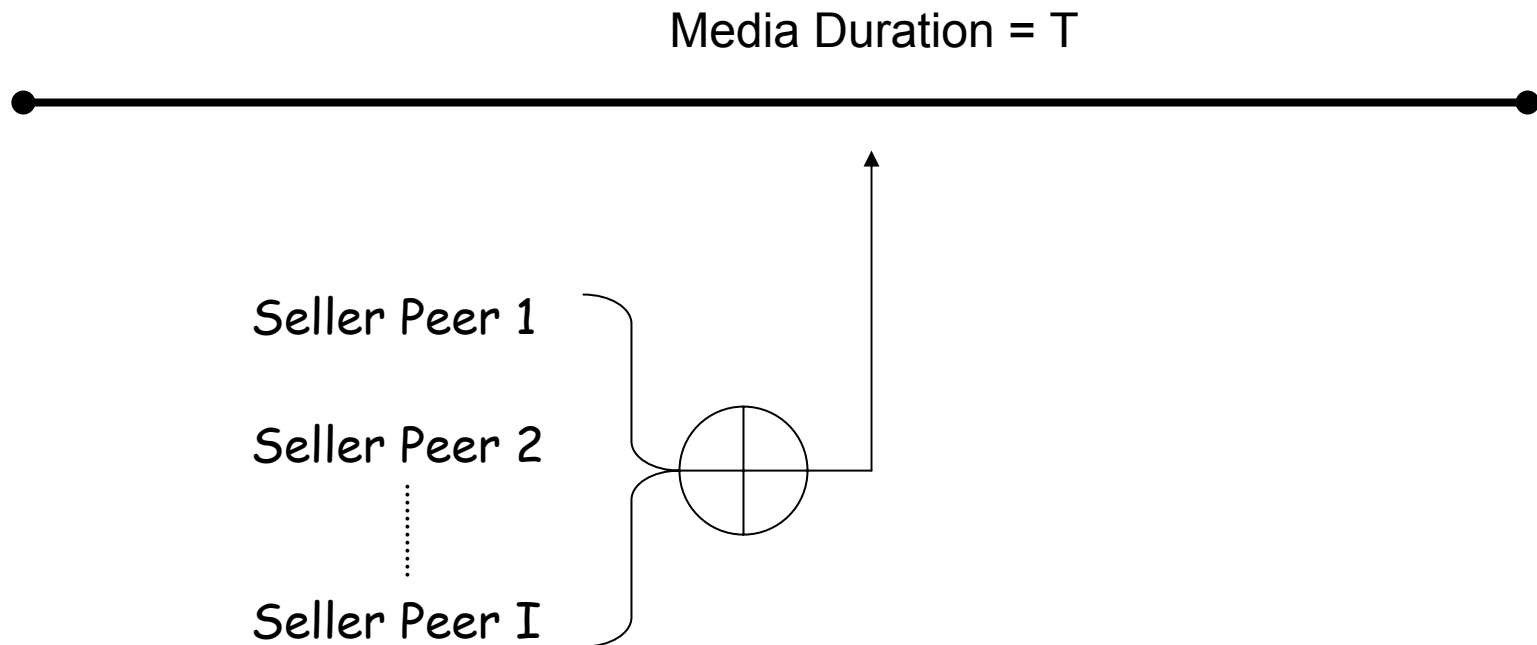 Media Duration = T
Seller Peer 1
Seller Peer 2
Seller Peer I